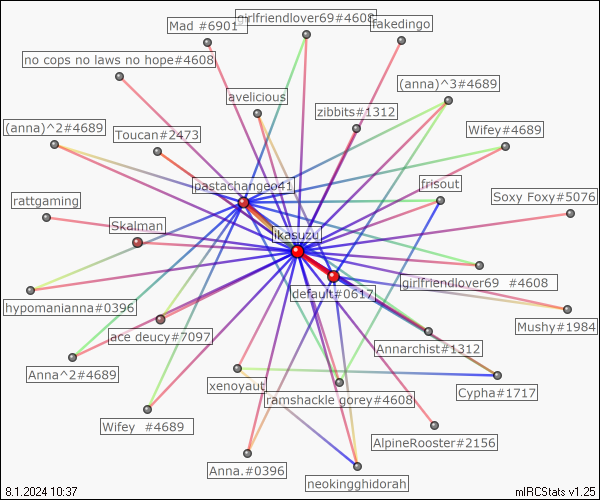 Mad #6901
girlfriendlover69#4608
fakedingo
no cops no laws no hope#4608
(anna)^3#4689
avelicious
zibbits#1312
(anna)^2#4689
Toucan#2473
Wifey#4689
pastachangeo41
frisout
Soxy Foxy#5076
rattgaming
Skalman
ikasuzu
default#0617
girlfriendlover69 #4608
hypomanianna#0396
Mushy#1984
ace deucy#7097
Annarchist#1312
Anna^2#4689
xenoyaut
Cypha#1717
ramshackle gorey#4608
Wifey #4689
AlpineRooster#2156
Anna.#0396
neokingghidorah
8.1.2024 10:37
mIRCStats v1.25